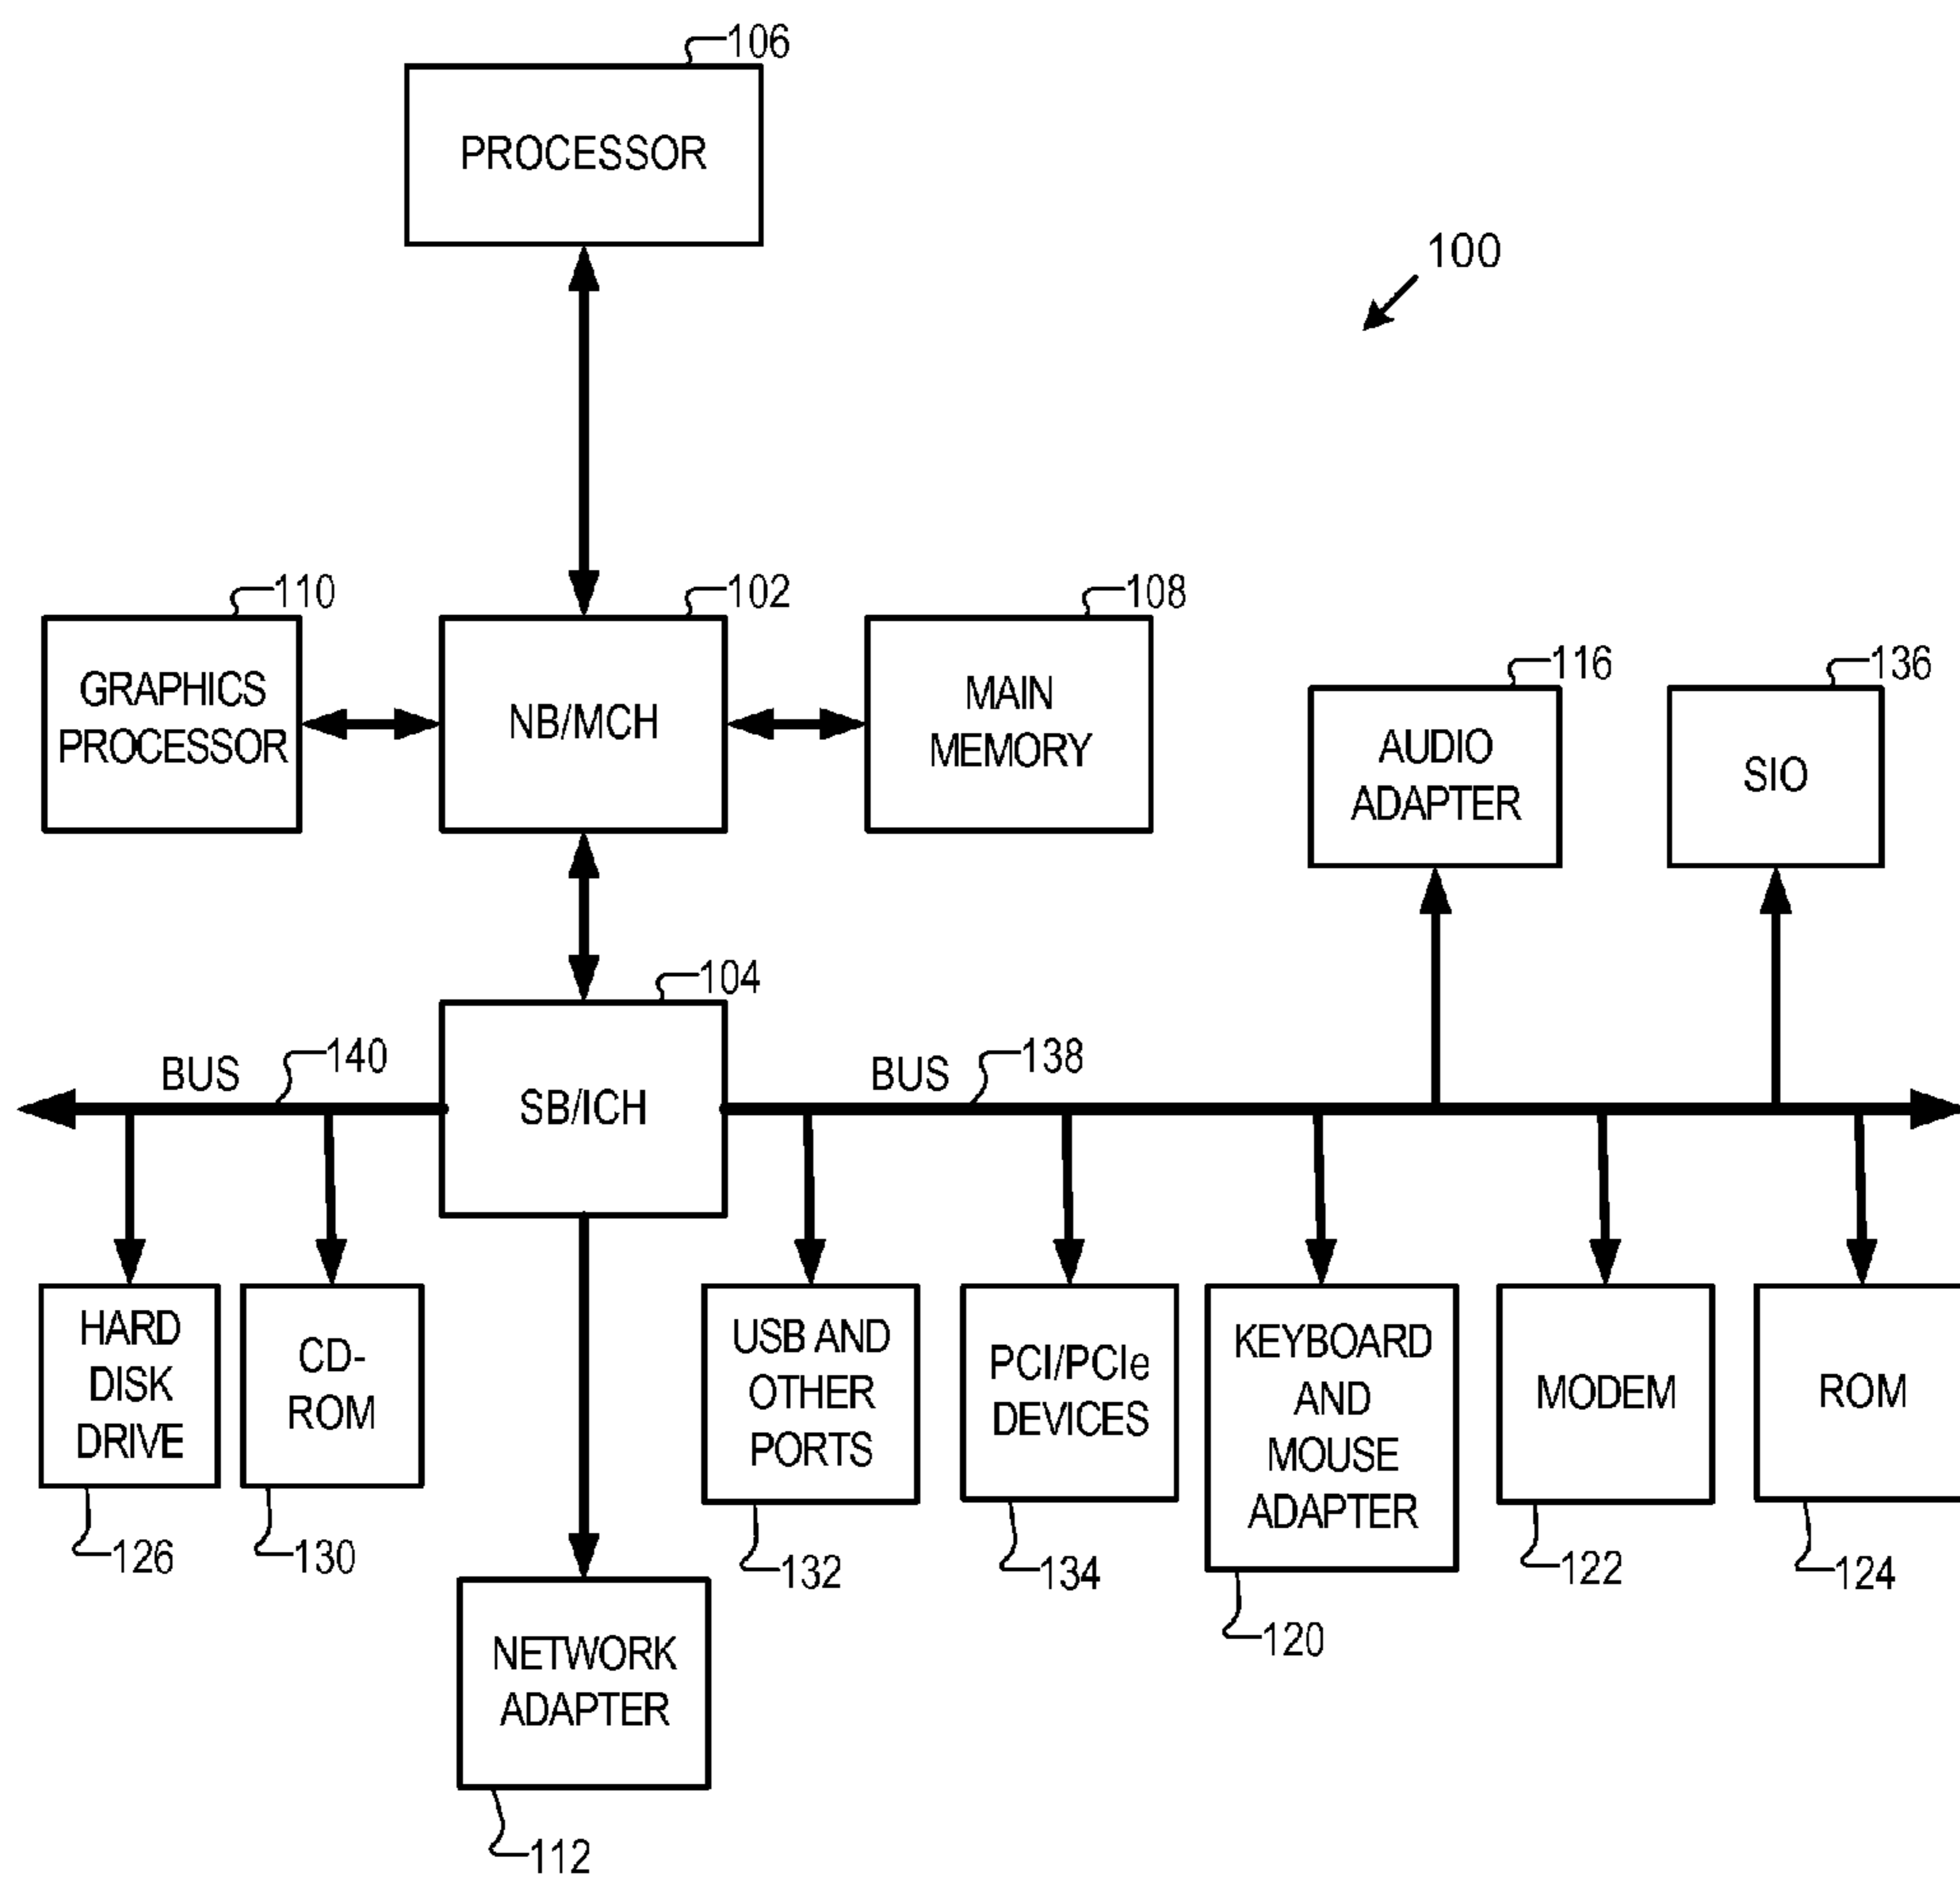 106
PROCESSOR
100
110
102
108
GRAPHICS
PROCESSOR
NB/MCH
MAIN
MEMORY
116
136
AUDIO
ADAPTER
SIO
104
BUS
140
SB/ICH
BUS
138
HARD
DISK
DRIVE
CD-
ROM
USB AND
OTHER
PORTS
PCI/PCIe
DEVICES
KEYBOARD
AND
MOUSE
ADAPTER
MODEM
ROM
126
130
132
134
120
122
124
NETWORK
ADAPTER
112